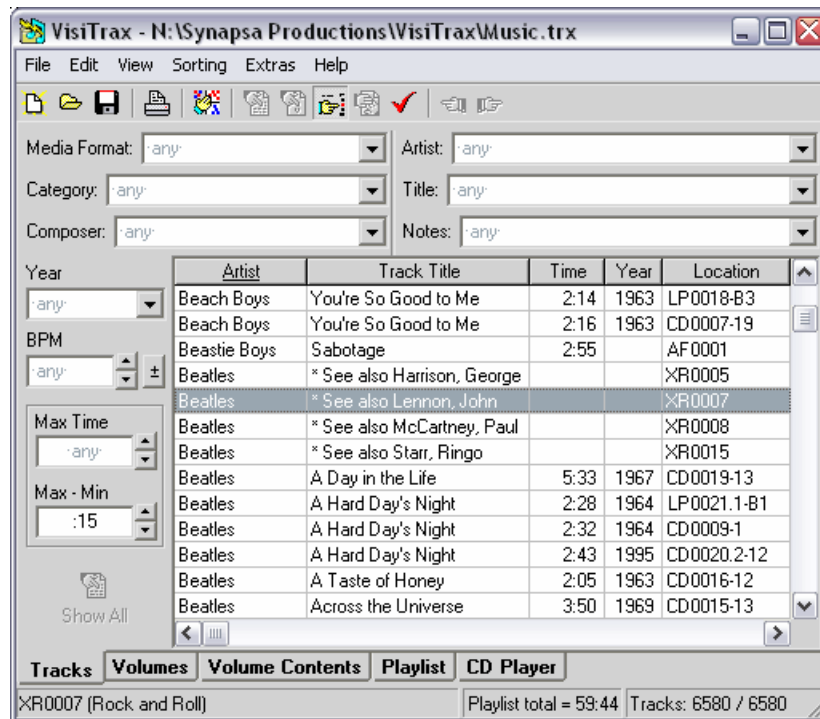 VisiTrax - N:\Synapsa Productions\VisiTrax\Music.trx
File Edit View Sorting Extras Help
Media Format: ·any· Artist: ·any·
Category: ·any· Title: ·any·
Composer: ·any· Notes: ·any·
Year
·any·
BPM
·any· ±
Max Time
·any·
Max - Min
:15
Show All
Artist Track Title Time Year Location
Beach Boys You're So Good to Me 2:14 1963 LP0018-B3
Beach Boys You're So Good to Me 2:16 1963 CD0007-19
Beastie Boys Sabotage 2:55 AF0001
Beatles * See also Harrison, George XR0005
Beatles * See also Lennon, John XR0007
Beatles * See also McCartney, Paul XR0008
Beatles * See also Starr, Ringo XR0015
Beatles A Day in the Life 5:33 1967 CD0019-13
Beatles A Hard Day's Night 2:28 1964 LP0021.1-B1
Beatles A Hard Day's Night 2:32 1964 CD0009-1
Beatles A Hard Day's Night 2:43 1995 CD0020.2-12
Beatles A Taste of Honey 2:05 1963 CD0016-12
Beatles Across the Universe 3:50 1969 CD0015-13
Tracks Volumes Volume Contents Playlist CD Player
XR0007 (Rock and Roll) Playlist total = 59:44 Tracks: 6580 / 6580